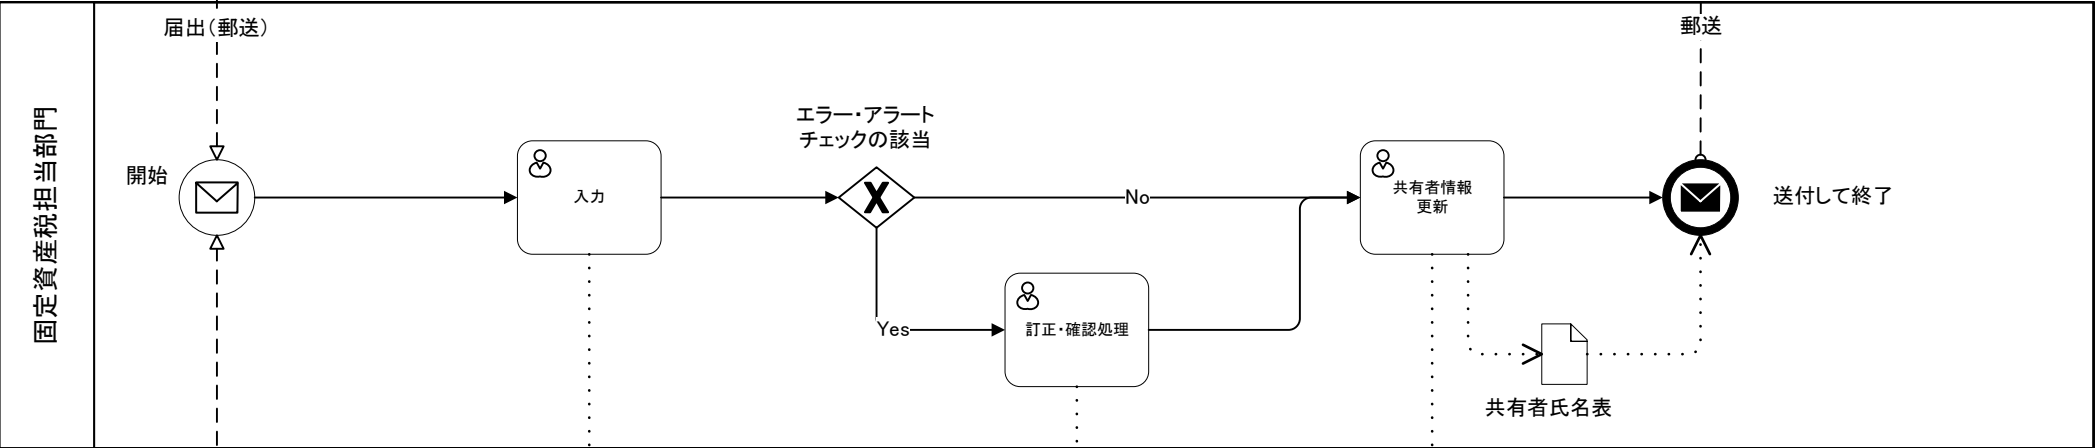 届出（郵送）
郵送
固定資産税担当部門
開始
入力
エラー・アラート
チェックの該当
No
Yes
訂正・確認処理
共有者情報
更新
送付して終了
共有者氏名表